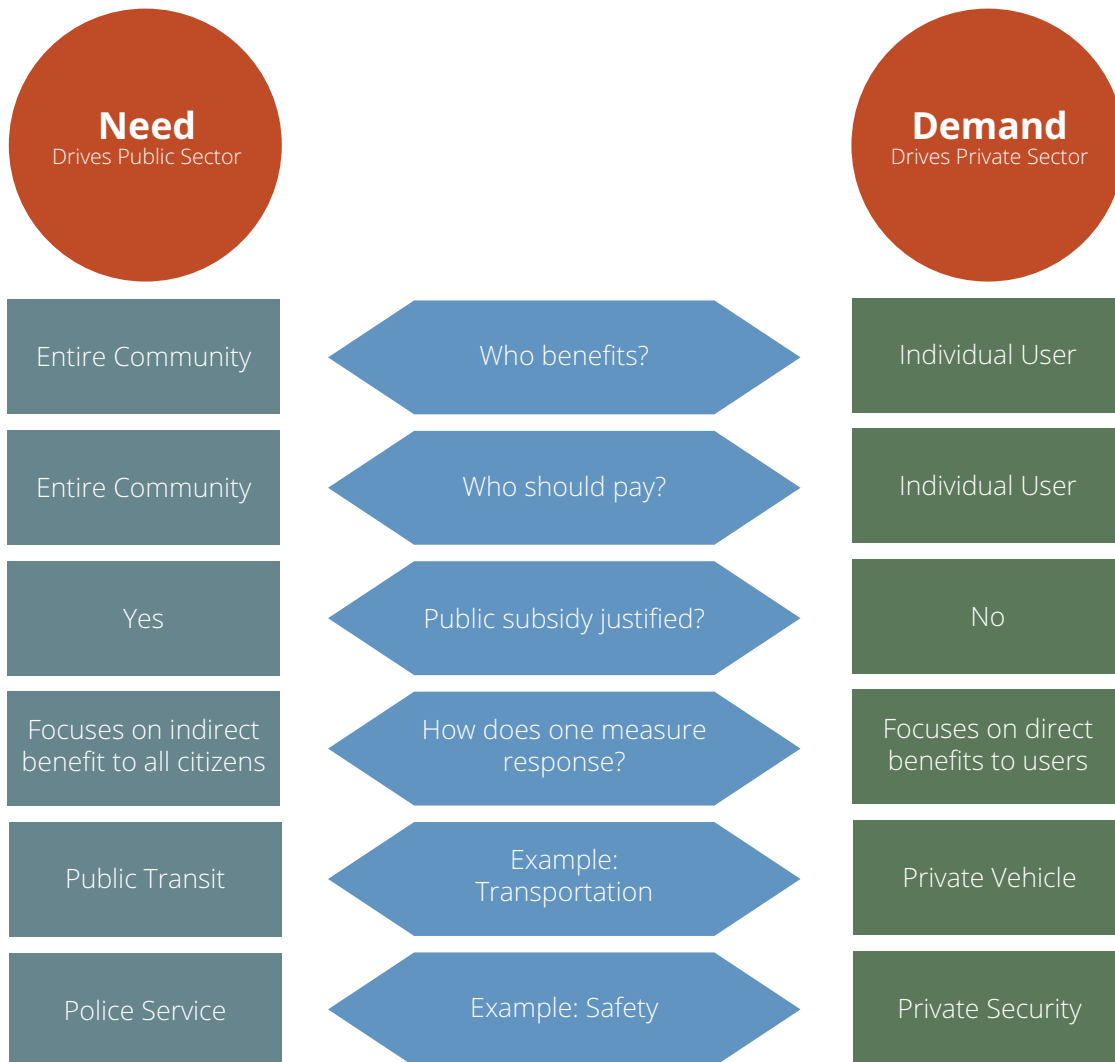 Need
Drives Public Sector
Demand
Drives Private Sector
Entire Community
Who benefits?
Individual User
Entire Community
Who should pay?
Individual User
Yes
Public subsidy justified?
No
Focuses on indirect
benefit to all citizens
How does one measure
response?
Focuses on direct
benefits to users
Public Transit
Example:
Transportation
Private Vehicle
Police Service
Example: Safety
Private Security